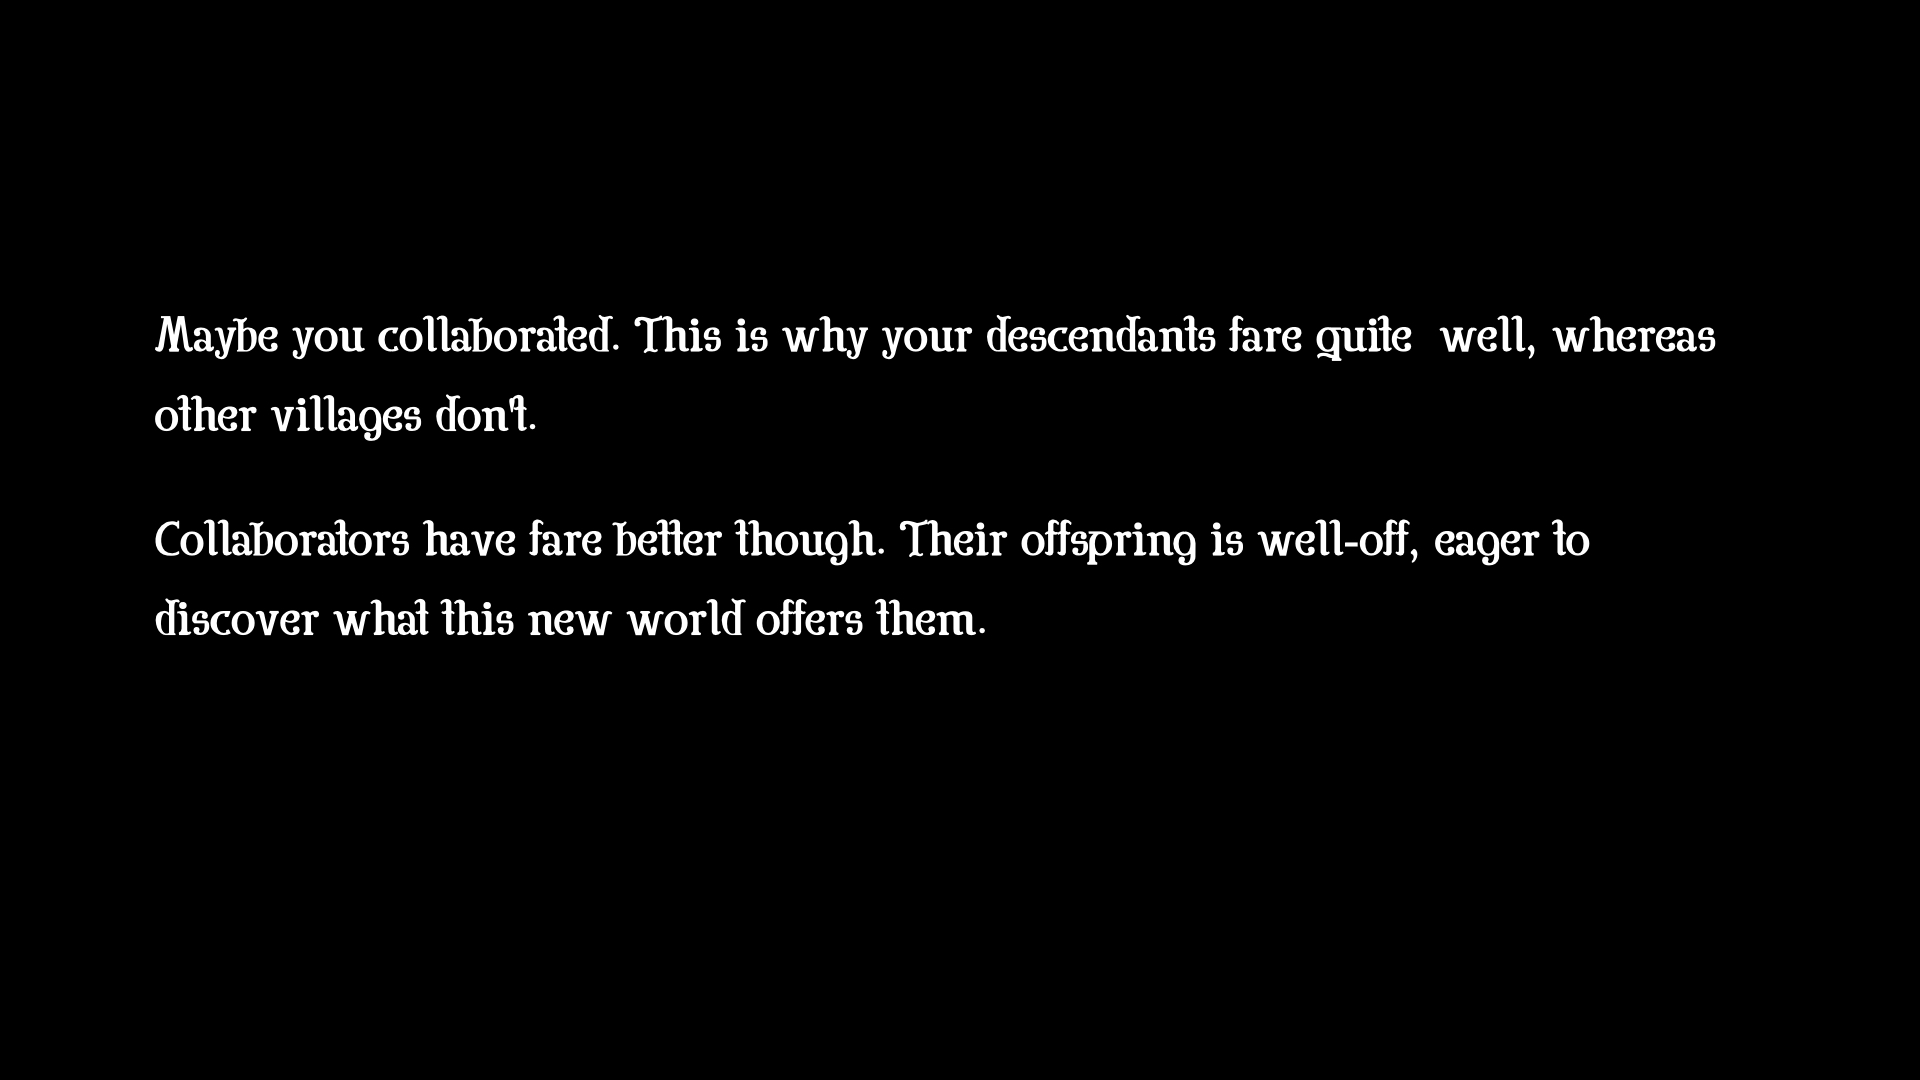 Maybe you collaborated. This is why your descendants fare quite  well, whereas
other villages don't.
Collaborators have fare better though. Their offspring is well-off, eager to
discover what this new world offers them.